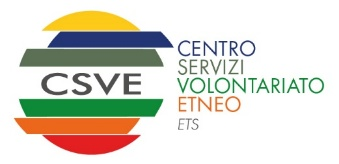 CSVE
CENTRO
SERVIZI
VOLONTARIATO
ETNEO
ETS